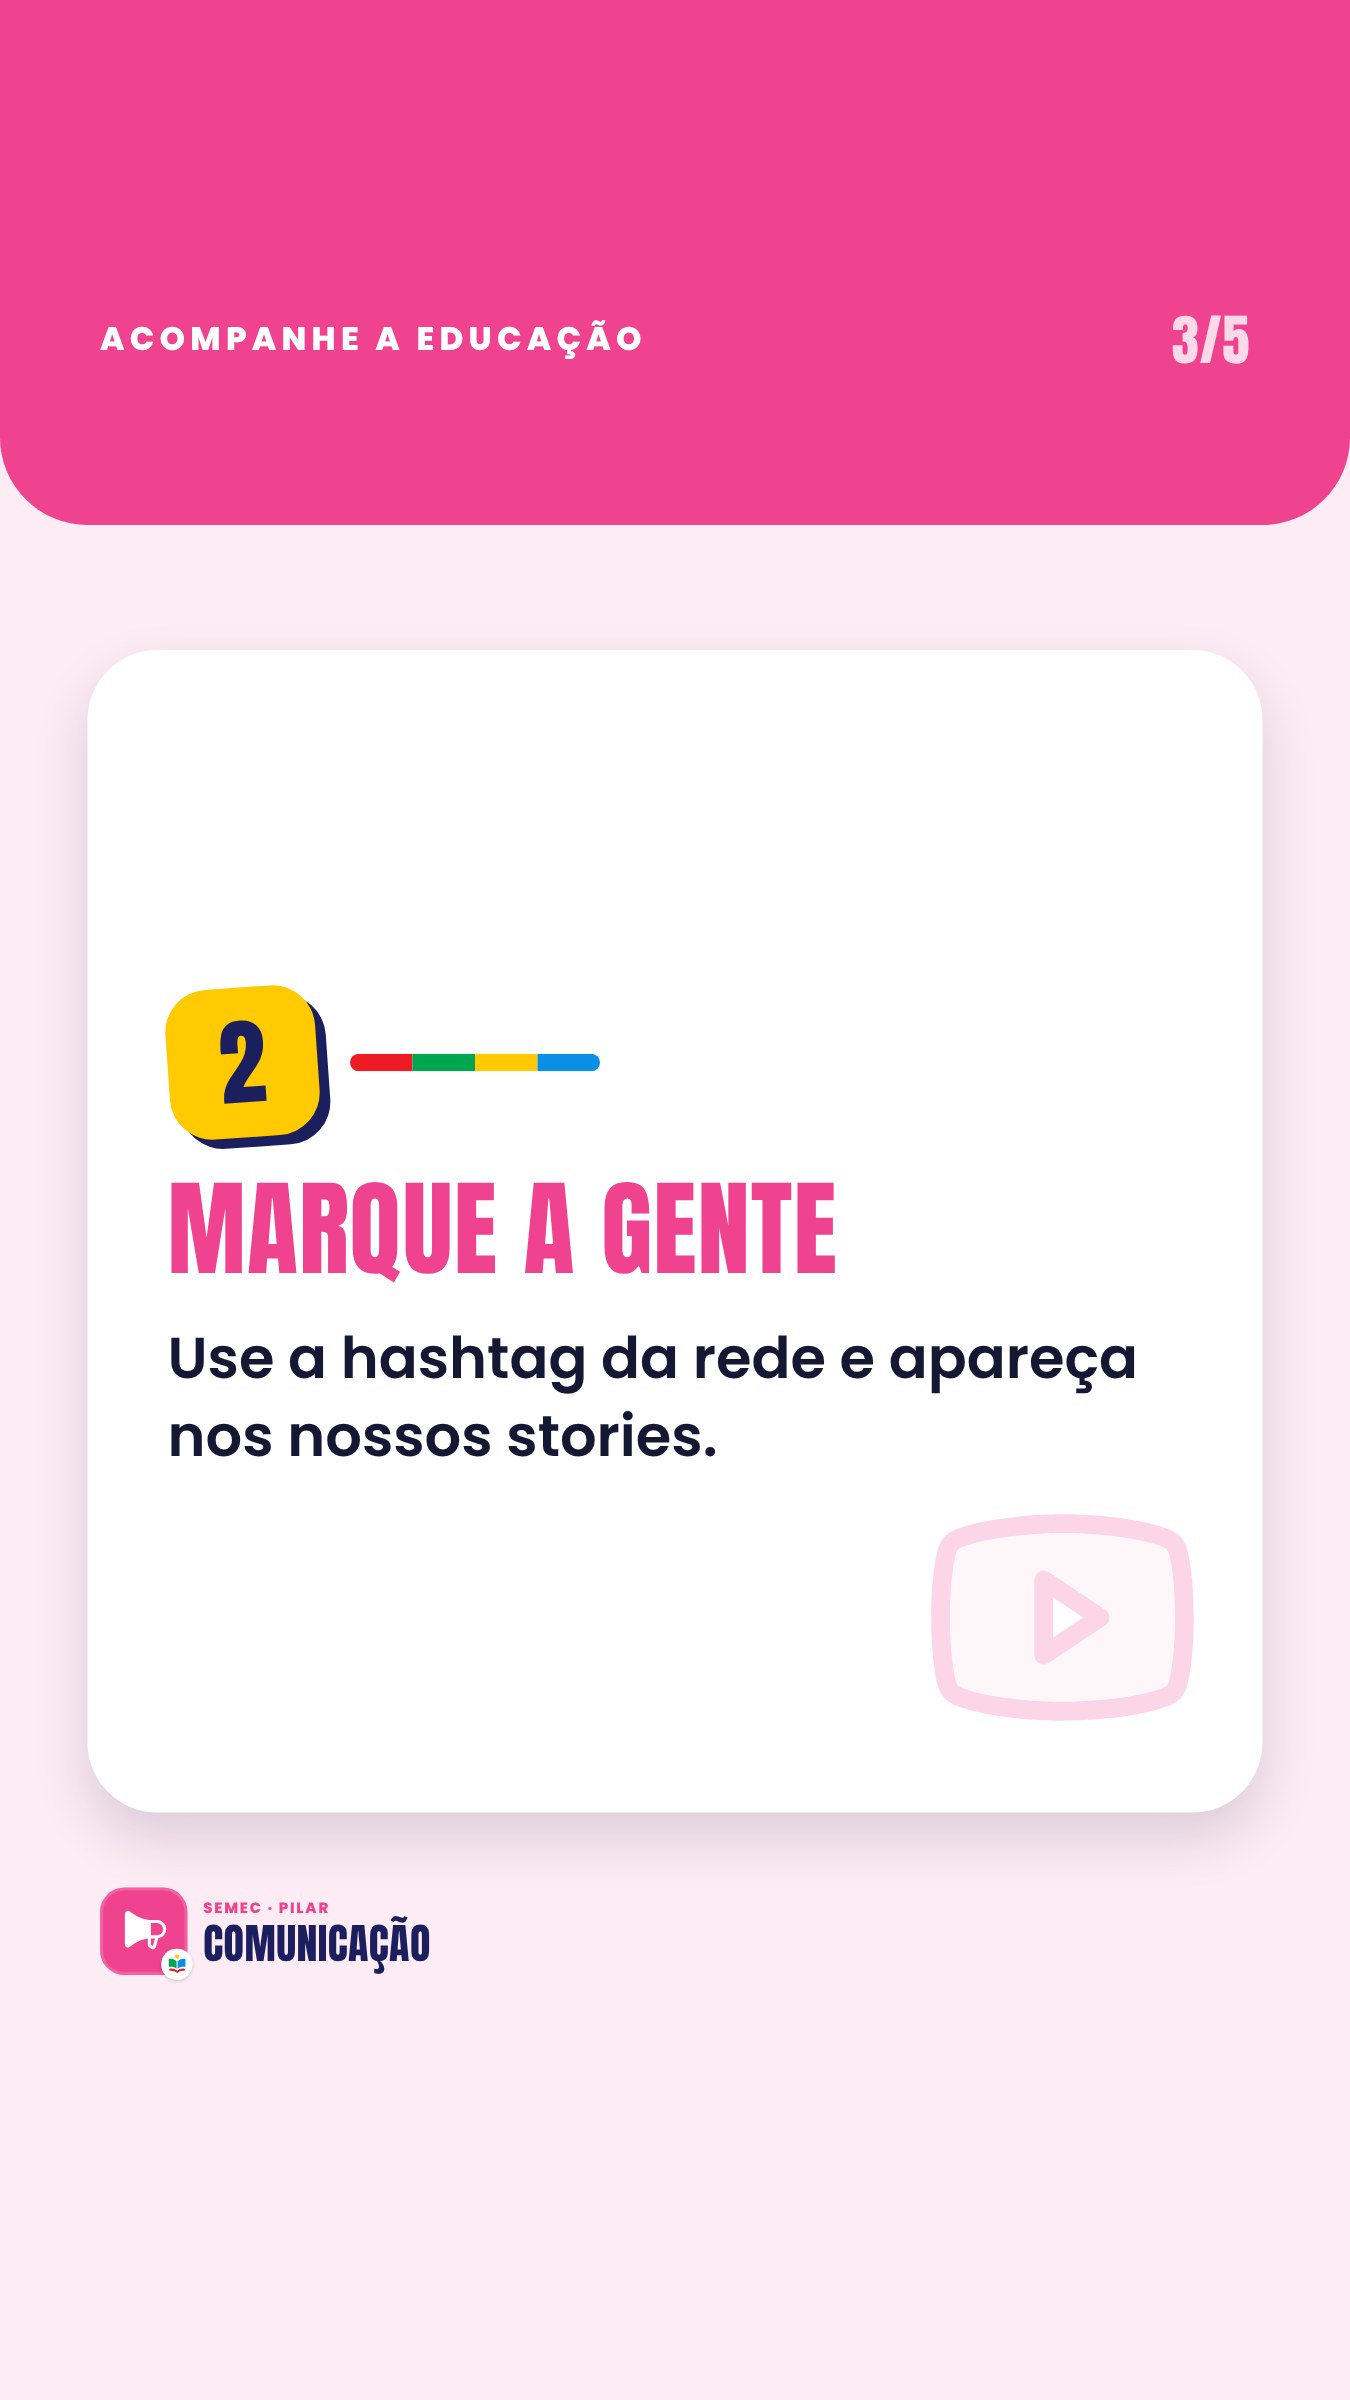 ACOMPANHE A EDUCAÇÃO
3/5
2
MARQUE A GENTE
Use a hashtag da rede e apareça
nos nossos stories.
SEMEC · PILAR
COMUNICAÇÃO